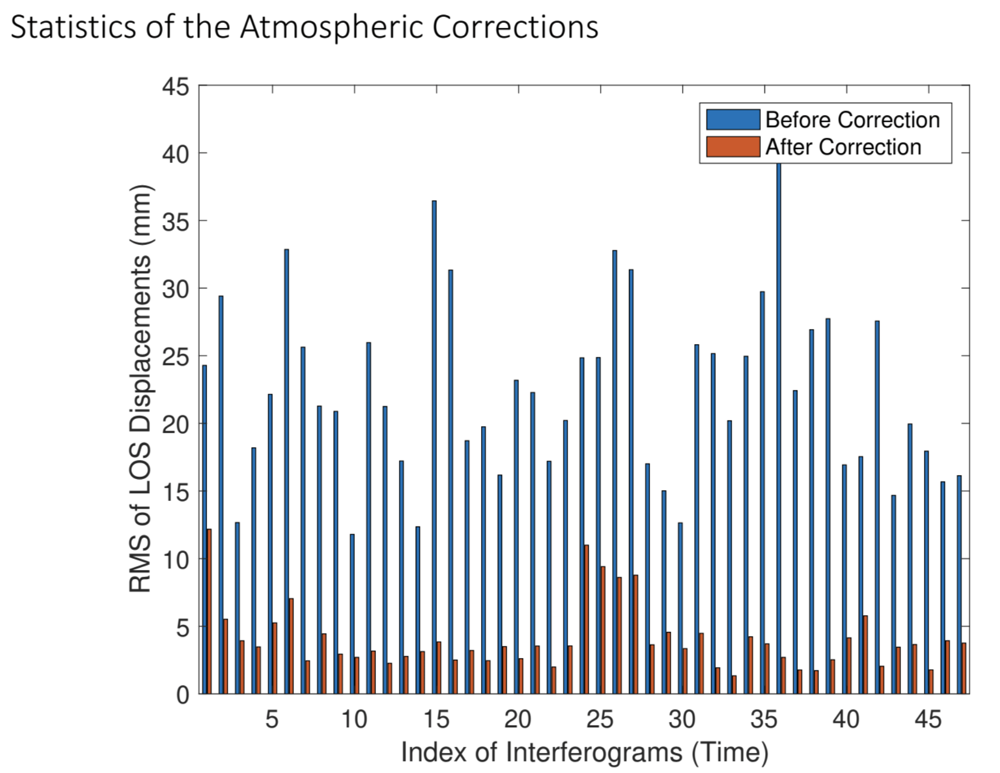 Statistics of the Atmospheric Corrections
45
40
35
30
25
20
15
10
5
0
RMS of LOS Displacements (mm)
Before Correction
After Correction
5 10 15 20 25 30 35 40 45
Index of Interferograms (Time)